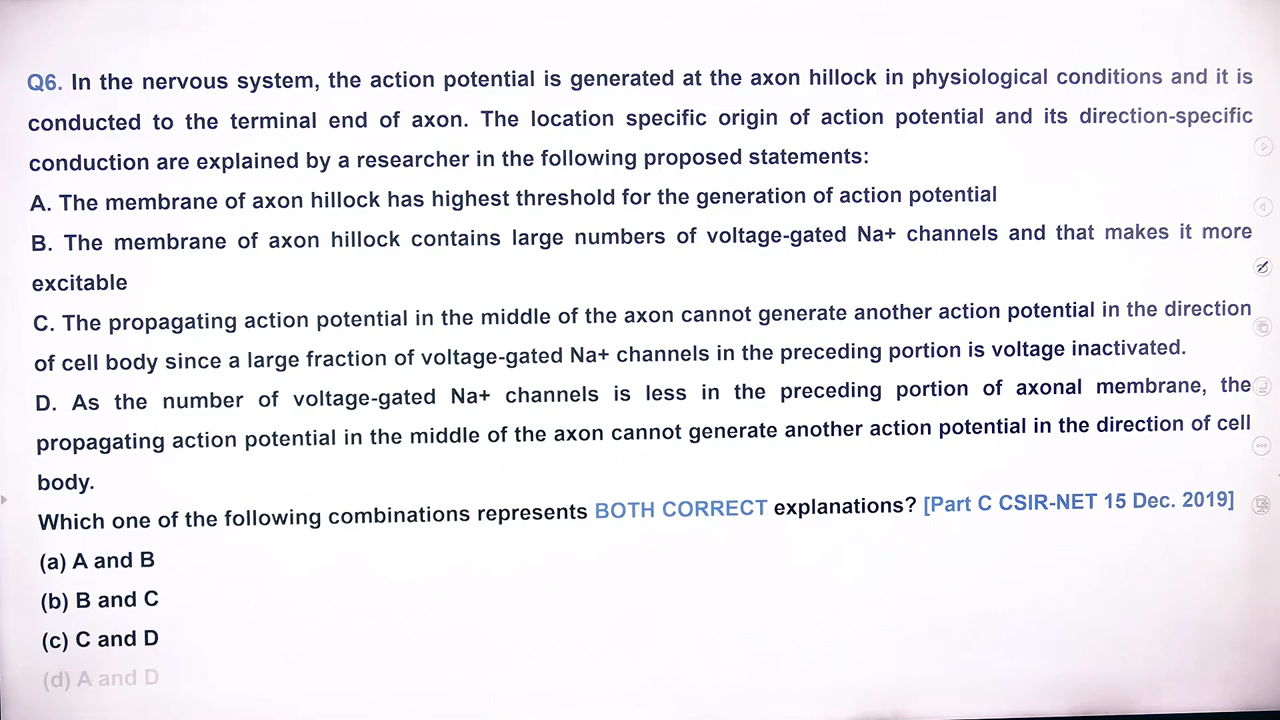 Q6. In the nervous system, the action potential is generated at the axon hillock in physiological conditions and it is
conducted to the terminal end of axon. The location specific origin of action potential and its direction-specific
conduction are explained by a researcher in the following proposed statements:
A. The membrane of axon hillock has highest threshold for the generation of action potential
B. The membrane of axon hillock contains large numbers of voltage-gated Na+ channels and that makes it more
excitable
C. The propagating action potential in the middle of the axon cannot generate another action potential in the direction
of cell body since a large fraction of voltage-gated Na+ channels in the preceding portion is voltage inactivated.
D. As the number of voltage-gated Na+ channels is less in the preceding portion of axonal membrane, the
propagating action potential in the middle of the axon cannot generate another action potential in the direction of cell
body.
Which one of the following combinations represents BOTH CORRECT explanations? [Part C CSIR-NET 15 Dec. 2019]
(a) A and B
(b) B and C
(c) C and D
(d) A and D